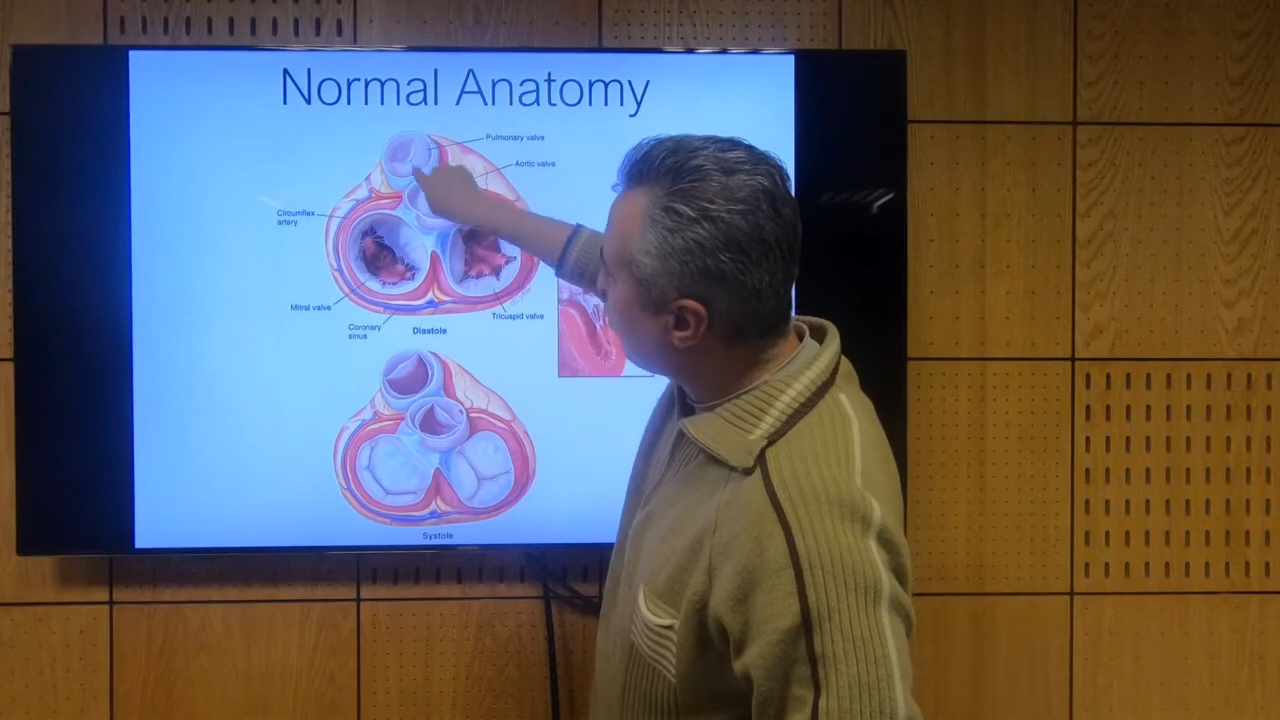 Normal Anatomy
Pulmonary valve
Aortic valve
Circumflex
artery
Mitral valve
Coronary
sinus
Diastole
Tricuspid valve
Systole